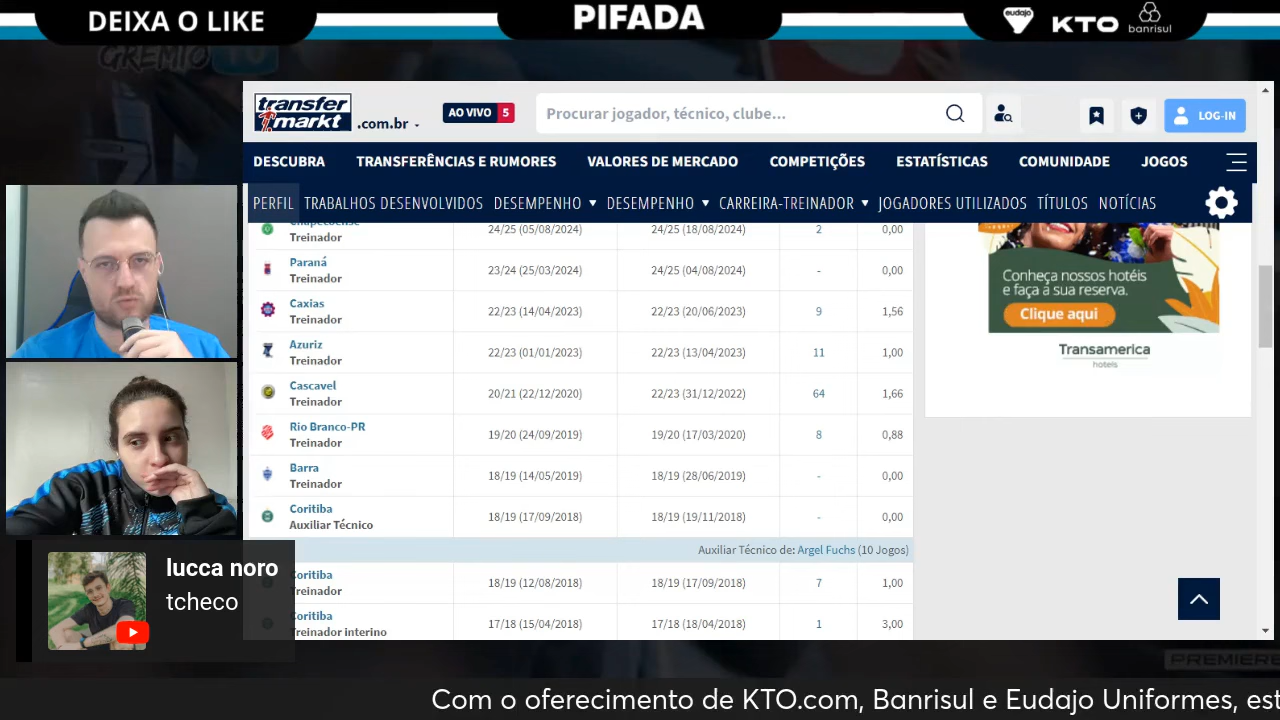 DEIXA O LIKE
PIFADA
eudajo
KTO
banrisul
GRÊMIO
transfer
markt
.com.br
AO VIVO 5
Procurar jogador, técnico, clube...
LOG-IN
DESCUBRA TRANSFERÊNCIAS E RUMORES VALORES DE MERCADO COMPETIÇÕES ESTATÍSTICAS COMUNIDADE JOGOS
PERFIL TRABALHOS DESENVOLVIDOS DESEMPENHO ▼ DESEMPENHO ▼ CARREIRA-TREINADOR ▼ JOGADORES UTILIZADOS TÍTULOS NOTÍCIAS
Chapecoense
Treinador 24/25 (05/08/2024) 24/25 (18/08/2024) 2 0,00
Paraná
Treinador 23/24 (25/03/2024) 24/25 (04/08/2024) - 0,00
Caxias
Treinador 22/23 (14/04/2023) 22/23 (20/06/2023) 9 1,56
Azuriz
Treinador 22/23 (01/01/2023) 22/23 (13/04/2023) 11 1,00
Cascavel
Treinador 20/21 (22/12/2020) 22/23 (31/12/2022) 64 1,66
Rio Branco-PR
Treinador 19/20 (24/09/2019) 19/20 (17/03/2020) 8 0,88
Barra
Treinador 18/19 (14/05/2019) 18/19 (28/06/2019) - 0,00
Coritiba
Auxiliar Técnico 18/19 (17/09/2018) 18/19 (19/11/2018) - 0,00
Auxiliar Técnico de: Argel Fuchs (10 Jogos)
Coritiba
Treinador 18/19 (12/08/2018) 18/19 (17/09/2018) 7 1,00
Coritiba
Treinador interino 17/18 (15/04/2018) 17/18 (18/04/2018) 1 3,00
Conheça nossos hotéis
e faça a sua reserva.
Clique aqui
Transamerica
hotels
lucca noro
tcheco
PREMIERE
Com o oferecimento de KTO.com, Banrisul e Eudajo Uniformes, est